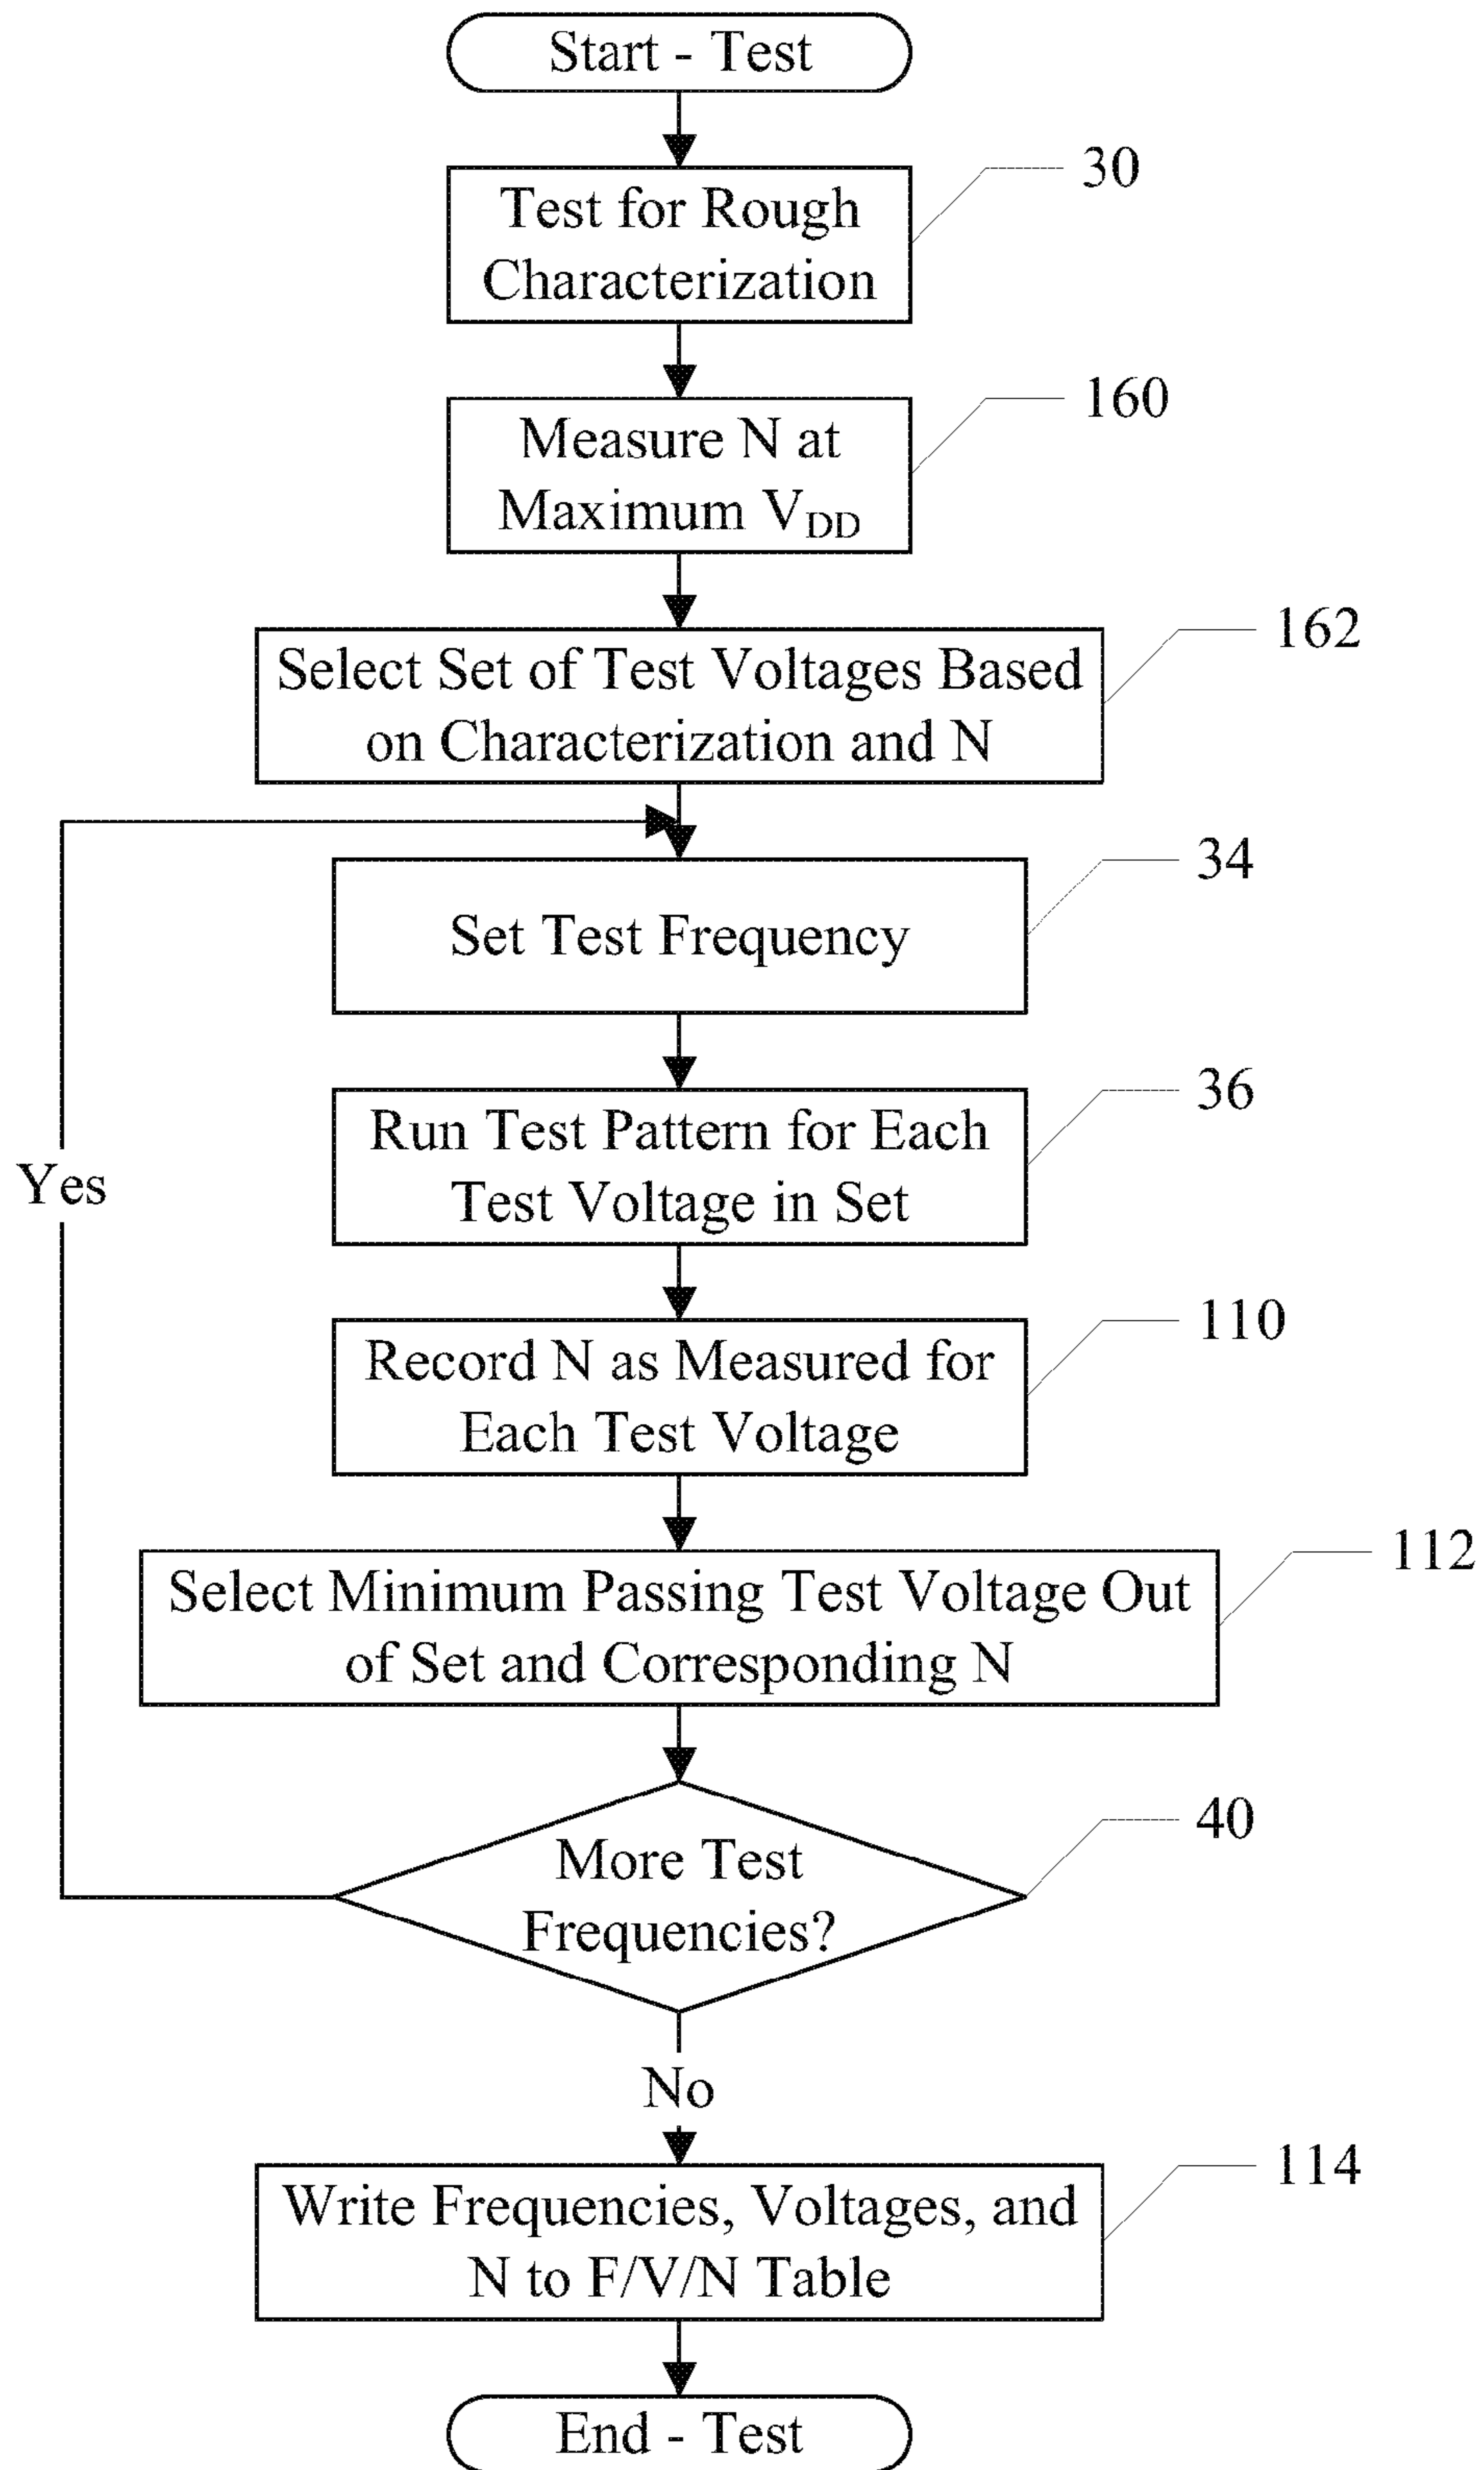 Start - Test
30
Test for Rough
Characterization
160
Measure N at
Maximum VDD
162
Select Set of Test Voltages Based
on Characterization and N
34
Set Test Frequency
36
Run Test Pattern for Each
Test Voltage in Set
Yes
110
Record N as Measured for
Each Test Voltage
112
Select Minimum Passing Test Voltage Out
of Set and Corresponding N
40
More Test
Frequencies?
No
114
Write Frequencies, Voltages, and
N to F/V/N Table
End - Test